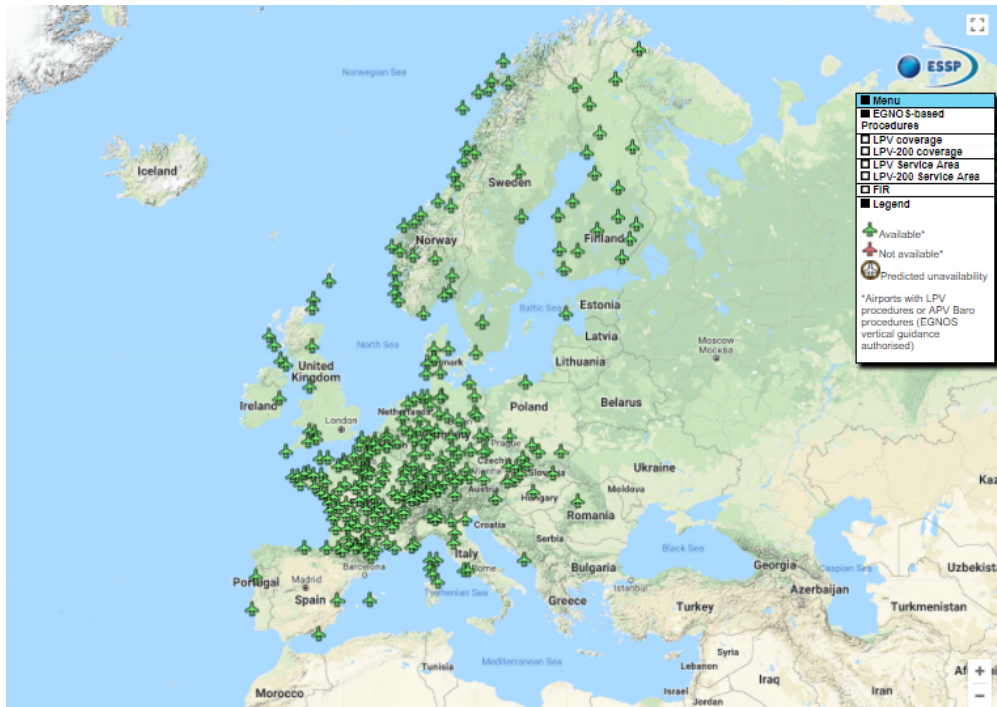 Norwegian Sea
ESSP
Menu
EGNOS-based
Procedures
LPV coverage
LPV-200 coverage
LPV Service Area
LPV-200 Service Area
FIR
Legend
Available*
Not available*
Predicted unavailability
*Airports with LPV
procedures or APV Baro
procedures (EGNOS
vertical guidance
authorised)
Iceland
Sweden
Norway
Finland
Baltic Sea
Estonia
Latvia
Lithuania
Moscow
Москва
North Sea
United
Kingdom
Ireland
London
Netherlands
Poland
Belarus
Prague
Czech
Vienna
Slovakia
Ukraine
Kaz
Austria
Hungary
Moldova
Romania
Croatia
Serbia
Italy
Rome
Bulgaria
Black Sea
Georgia
Caspian Sea
Uzbekist
Barcelona
Portugal
Madrid
Spain
Tyrrhenian Sea
Greece
Istanbul
Turkey
Azerbaijan
Turkmenistan
Tunisia
Mediterranean Sea
Syria
Lebanon
Iraq
Iran
Israel
Jordan
Morocco